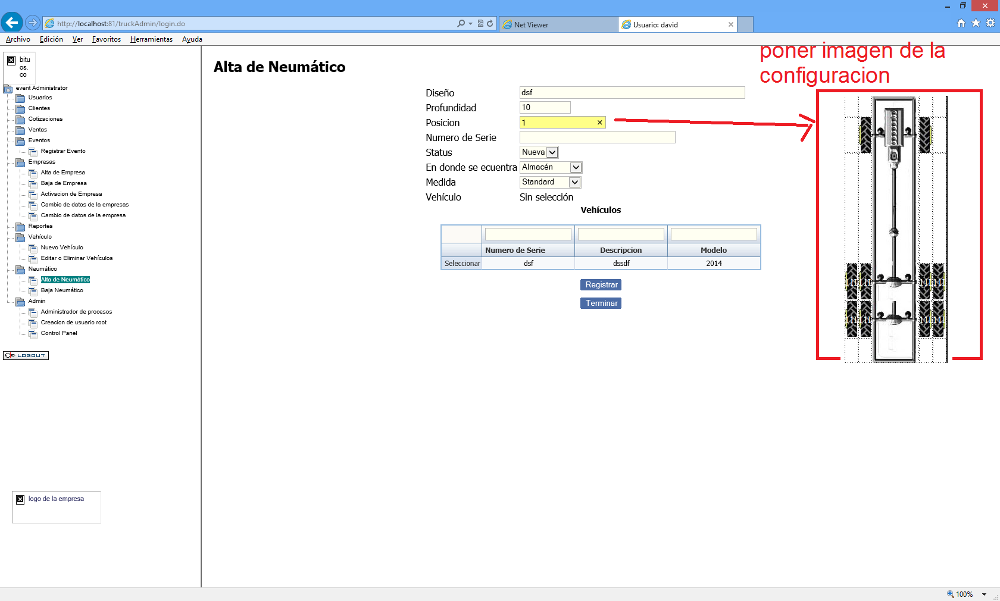 http://localhost:81/truckAdmin/login.do
Net Viewer
Usuario: david
Archivo Edición Ver Favoritos Herramientas Ayuda
bitu
os.
co
event Administrator
Usuarios
Clientes
Cotizaciones
Ventas
Eventos
Registrar Evento
Empresas
Alta de Empresa
Baja de Empresa
Activacion de Empresa
Cambio de datos de la empresas
Cambio de datos de la empresa
Reportes
Vehículo
Nuevo Vehículo
Editar o Eliminar Vehículos
Neumático
Alta de Neumático
Baja Neumático
Admin
Administrador de procesos
Creacion de usuario root
Control Panel
LOGOUT
logo de la empresa
Alta de Neumático
poner imagen de la
configuracion
Diseño dsf
Profundidad 10
Posicion 1
Numero de Serie
Status Nueva
En donde se ecuentra Almacén
Medida Standard
Vehículo Sin selección
Vehículos
Numero de Serie Descripcion Modelo
Seleccionar dsf dssdf 2014
Registrar
Terminar
100%